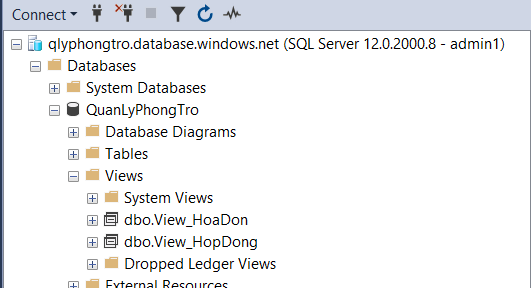 Connect
qlyphongtro.database.windows.net (SQL Server 12.0.2000.8 - admin1)
Databases
System Databases
QuanLyPhongTro
Database Diagrams
Tables
Views
System Views
dbo.View_HoaDon
dbo.View_HopDong
Dropped Ledger Views
External Resources